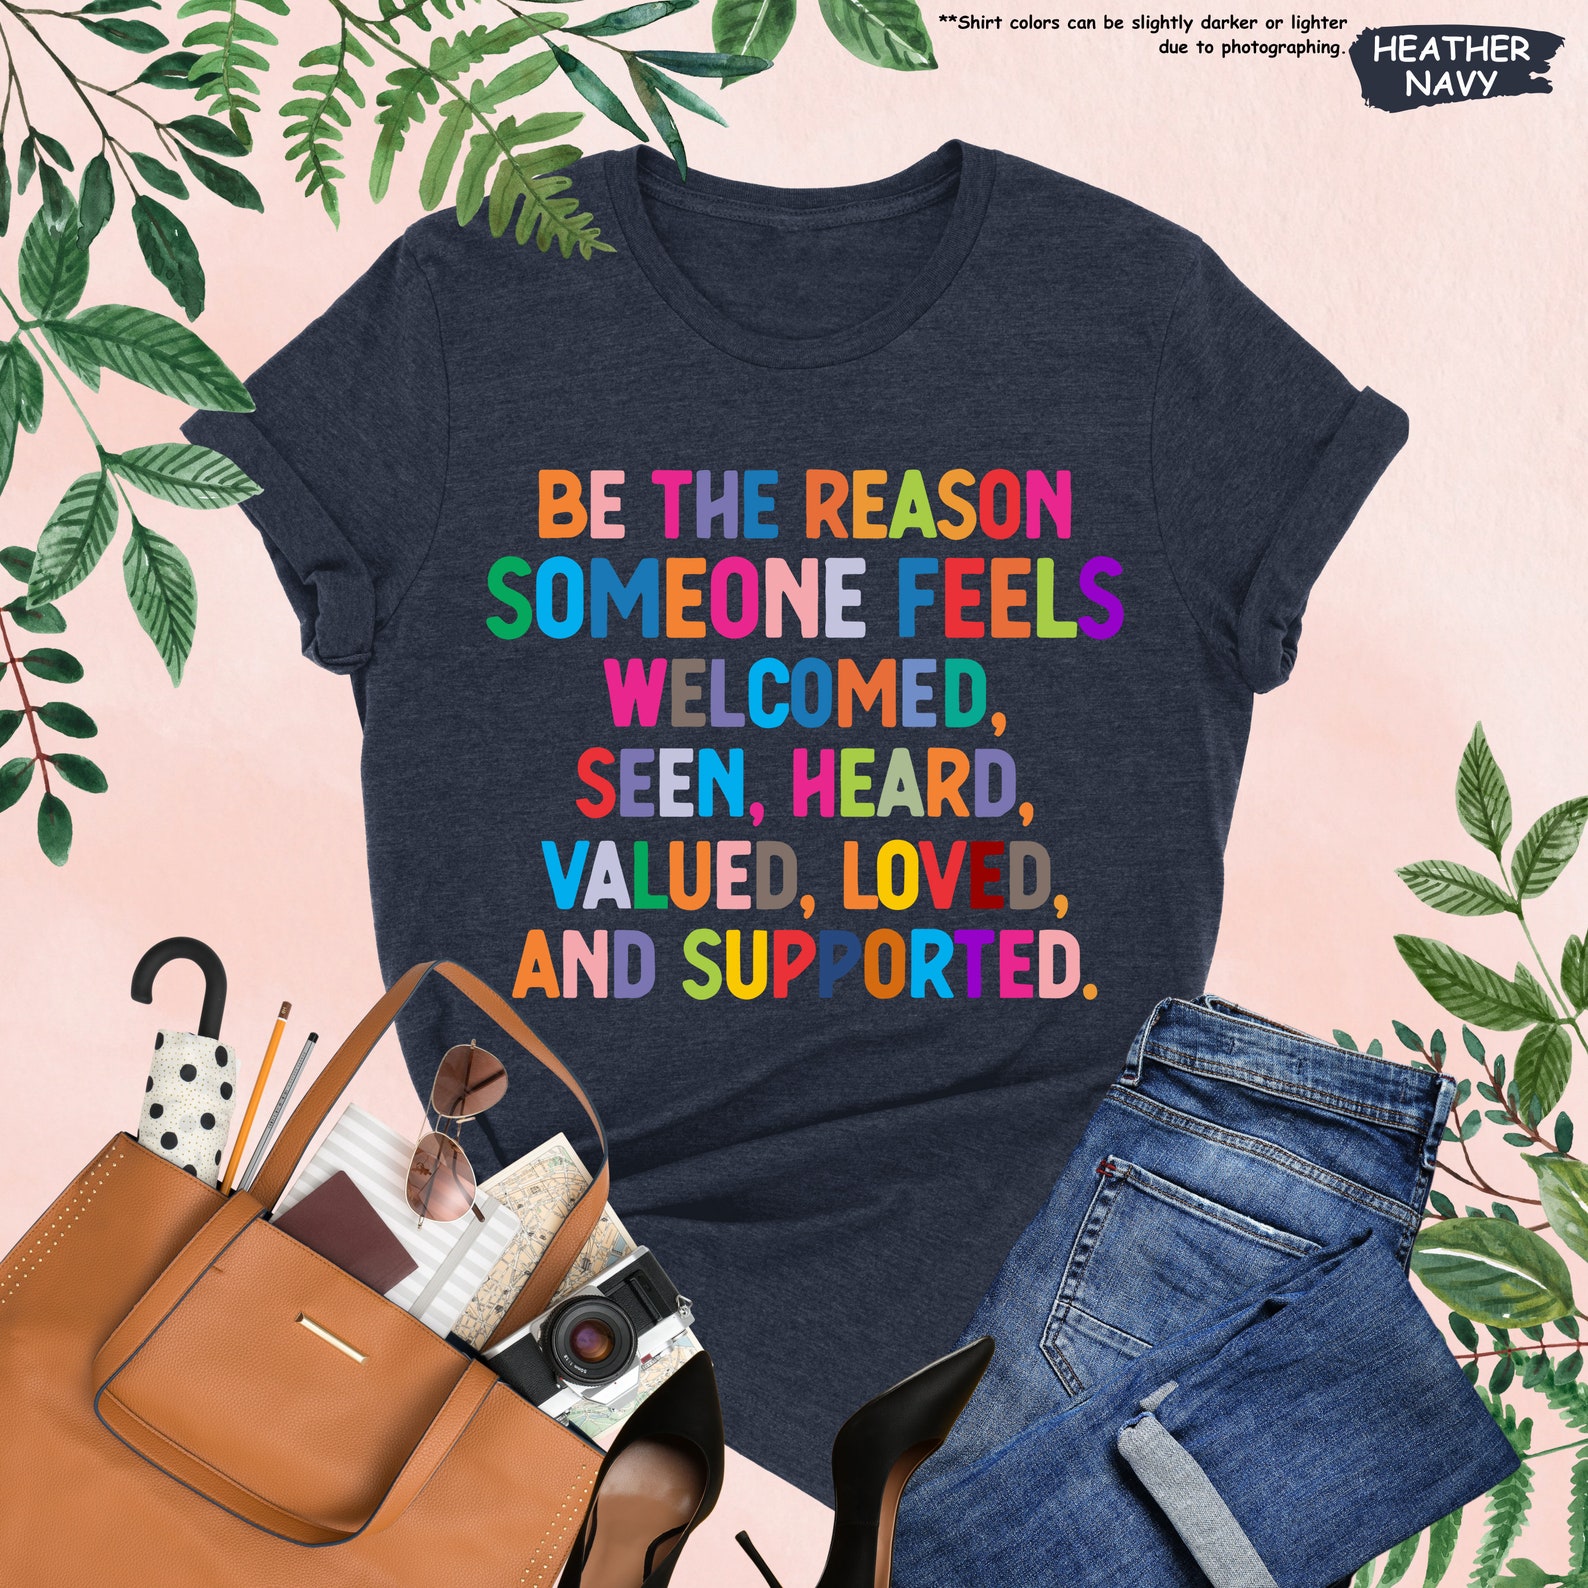 **Shirt colors can be slightly darker or lighter
due to photographing.
HEATHER
NAVY
BE THE REASON
SOMEONE FEELS
WELCOMED,
SEEN, HEARD,
VALUED, LOVED,
AND SUPPORTED.